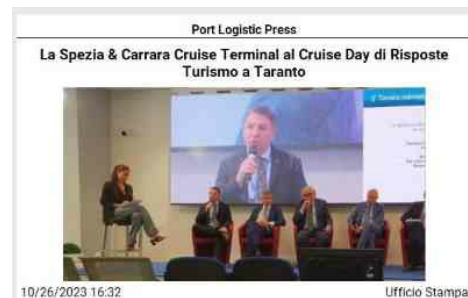 Port Logistic Press
La Spezia & Carrara Cruise Terminal al Cruise Day di Risposte
Turismo a Taranto
10/26/2023 16:32
Ufficio Stampa